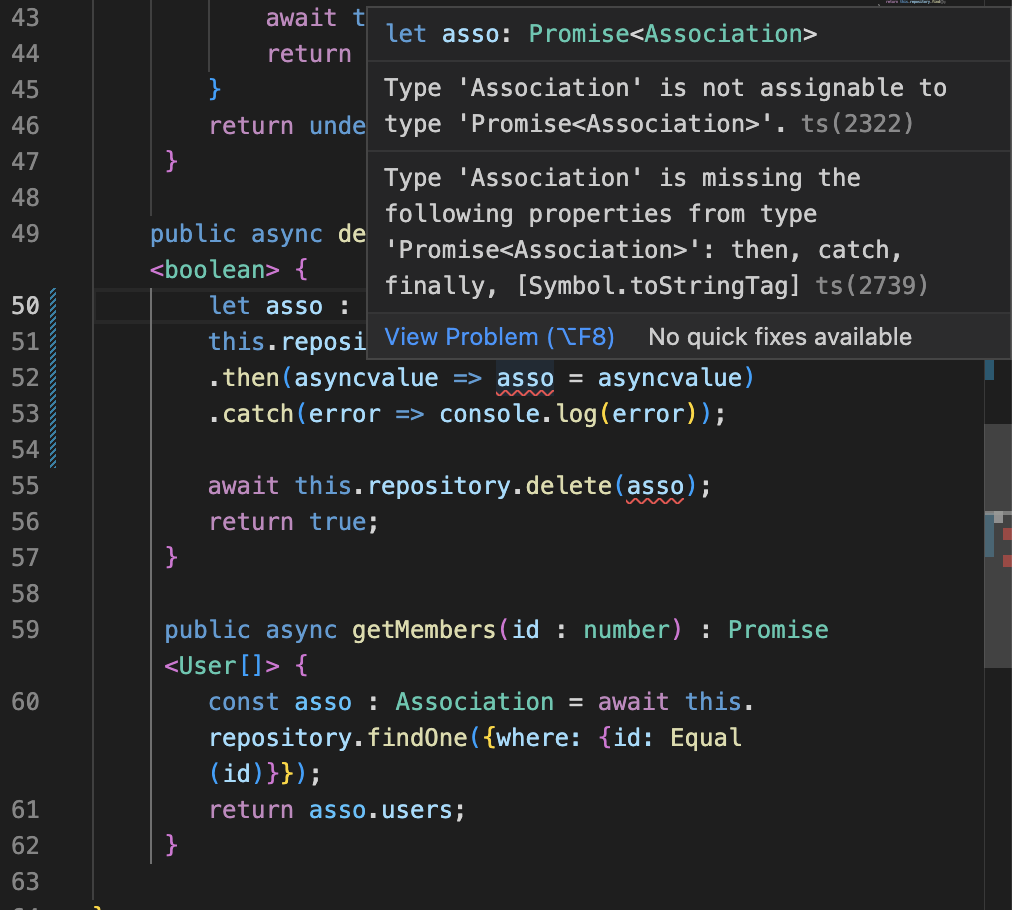 43 await t
44 return
45 }
46 return unde
47 }
48
49 public async de
<boolean> {
50 let asso :
51 this.reposi
52 .then(asyncvalue => asso = asyncvalue)
53 .catch(error => console.log(error));
54
55 await this.repository.delete(asso);
56 return true;
57 }
58
59 public async getMembers(id : number) : Promise
<User[]> {
60 const asso : Association = await this.
repository.findOne({where: {id: Equal
(id)}});
61 return asso.users;
62 }
63
let asso: Promise<Association>
Type 'Association' is not assignable to
type 'Promise<Association>'. ts(2322)
Type 'Association' is missing the
following properties from type
'Promise<Association>': then, catch,
finally, [Symbol.toStringTag] ts(2739)
View Problem (⌥F8) No quick fixes available